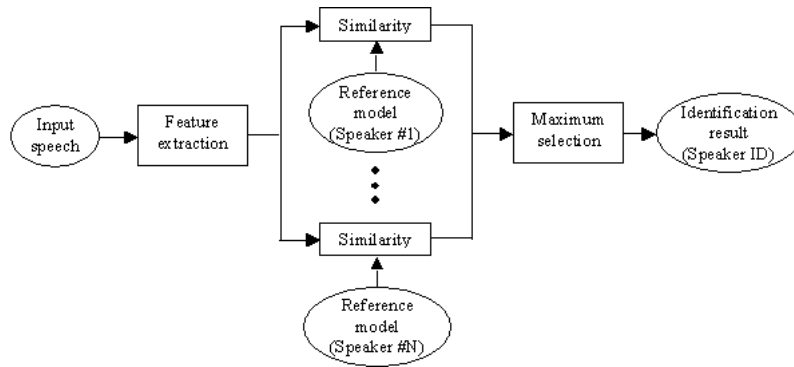 Input
speech
Feature
extraction
Similarity
Reference
model
(Speaker #1)
Similarity
Reference
model
(Speaker #N)
Maximum
selection
Identification
result
(Speaker ID)